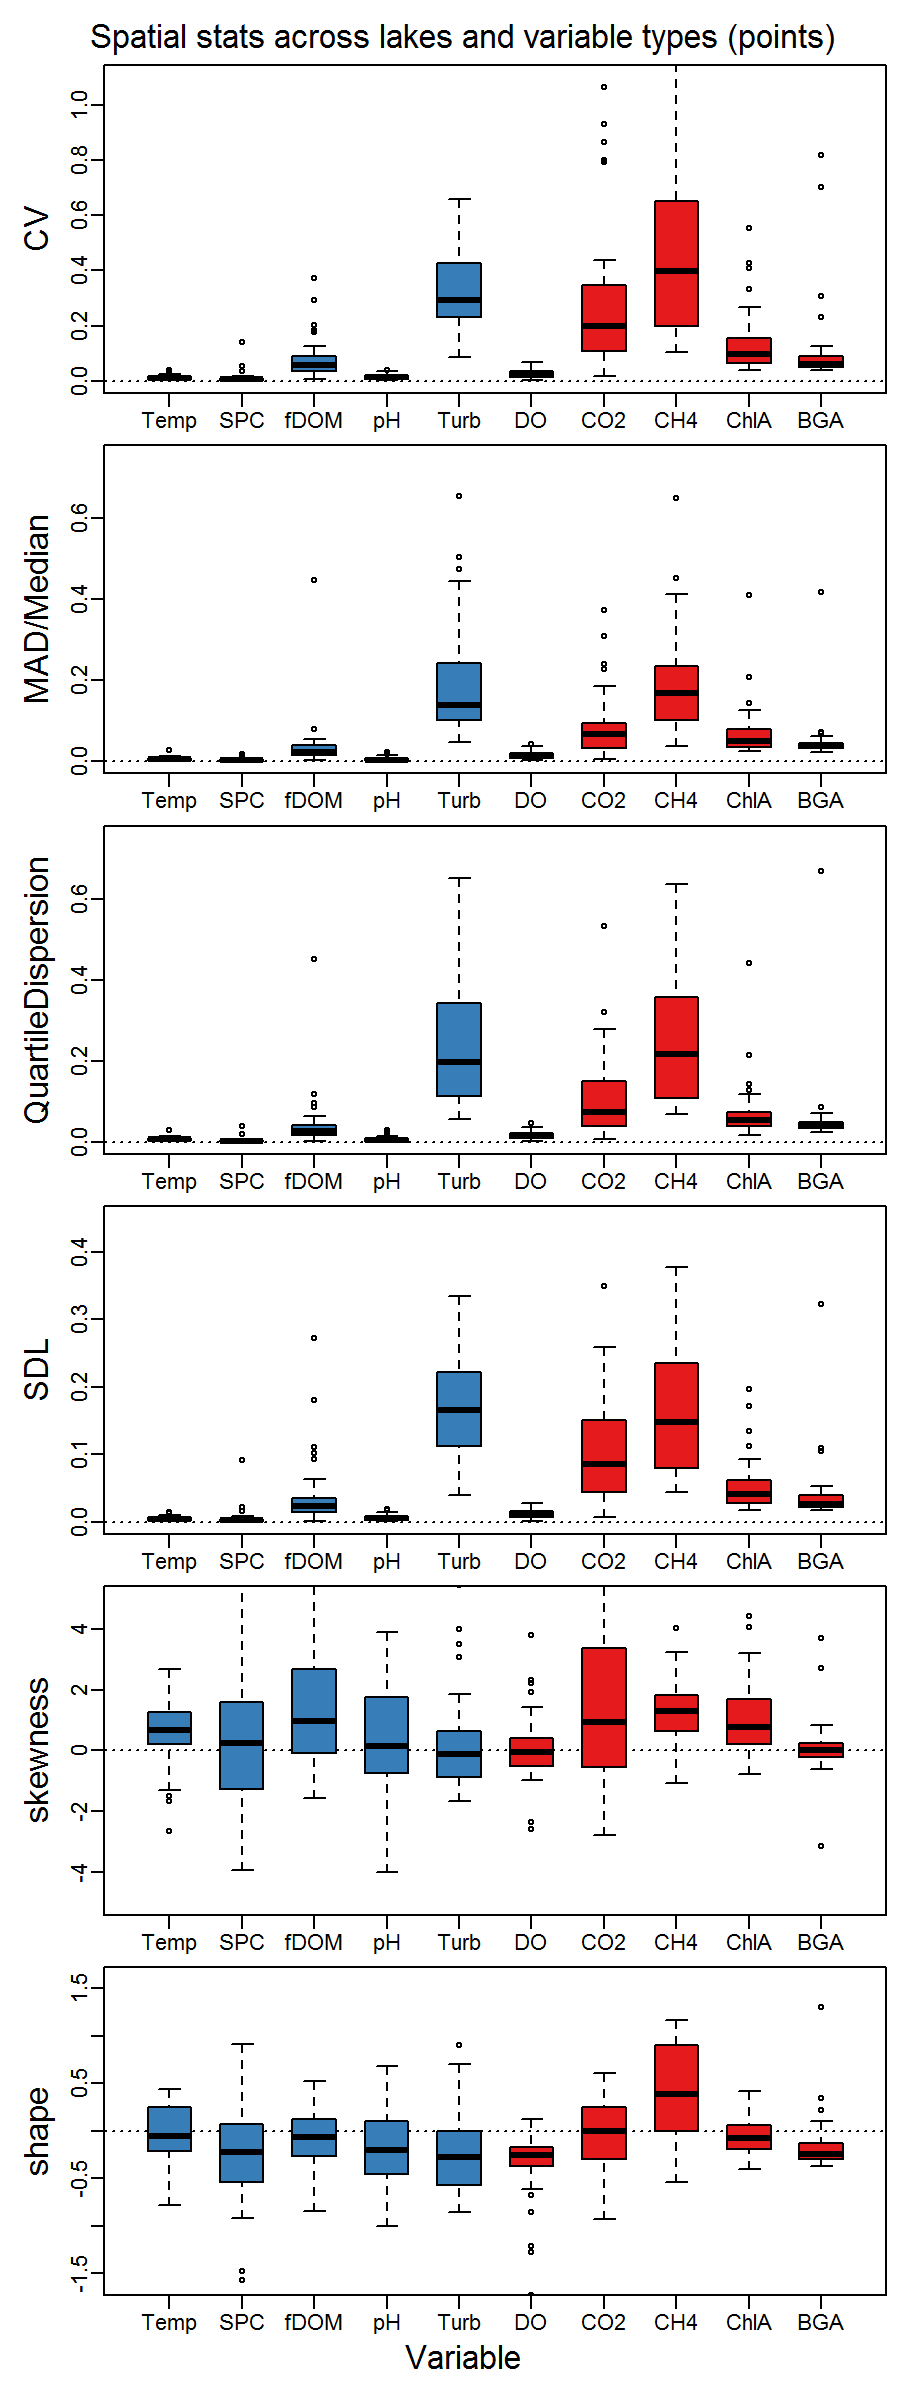 Spatial stats across lakes and variable types (points)
CV
0.0 0.2 0.4 0.6 0.8 1.0
Temp SPC fDOM pH Turb DO CO2 CH4 ChlA BGA
MAD/Median
0.0 0.2 0.4 0.6
Temp SPC fDOM pH Turb DO CO2 CH4 ChlA BGA
QuartileDispersion
0.0 0.2 0.4 0.6
Temp SPC fDOM pH Turb DO CO2 CH4 ChlA BGA
SDL
0.0 0.1 0.2 0.3 0.4
Temp SPC fDOM pH Turb DO CO2 CH4 ChlA BGA
skewness
4
2
0
-2
-4
Temp SPC fDOM pH Turb DO CO2 CH4 ChlA BGA
shape
-1.5 -0.5 0.5 1.5
Temp SPC fDOM pH Turb DO CO2 CH4 ChlA BGA
Variable